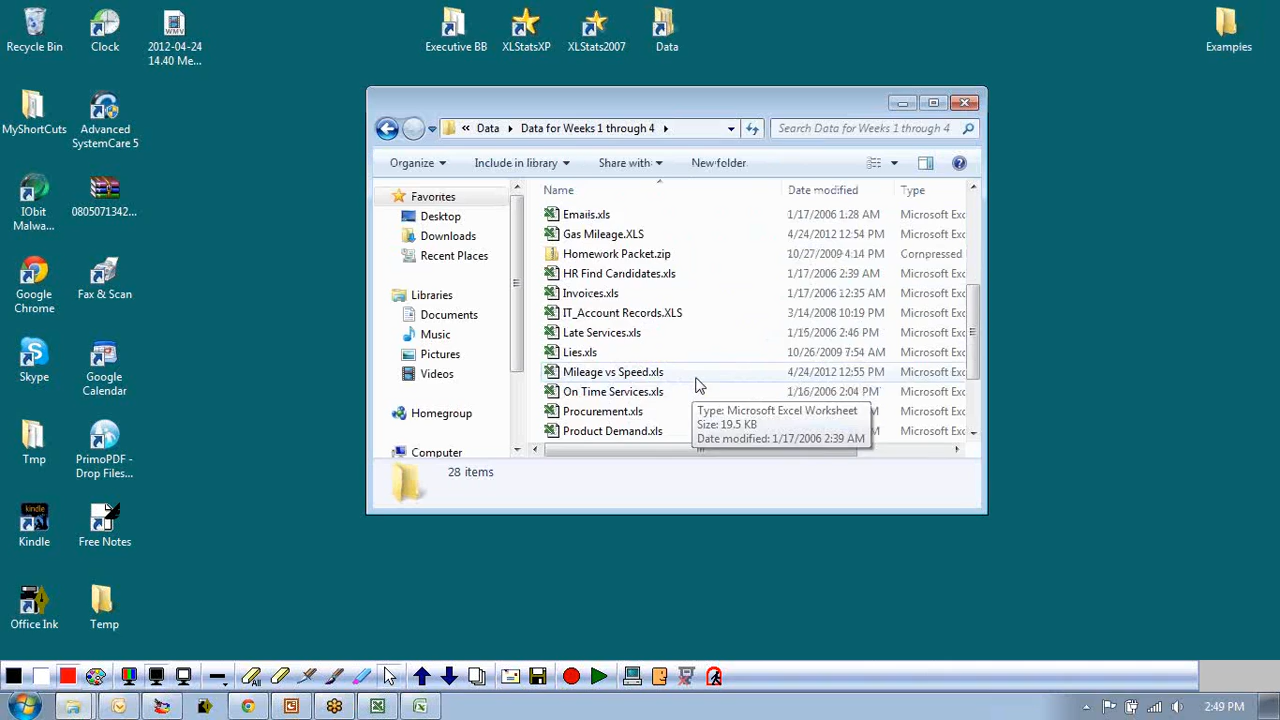 Recycle Bin
Clock
2012-04-24
14.40 Me...
Executive BB
XLStatsXP
XLStats2007
Data
Examples
MyShortCuts
Advanced
SystemCare 5
IObit
Malwa...
0805071342...
Google
Chrome
Fax & Scan
Skype
Google
Calendar
Tmp
PrimoPDF -
Drop Files...
Kindle
Free Notes
Office Ink
Temp
« Data Data for Weeks 1 through 4
Search Data for Weeks 1 through 4
Organize Include in library Share with New folder
Name Date modified Type
Favorites
Desktop
Downloads
Recent Places
Libraries
Documents
Music
Pictures
Videos
Homegroup
Computer
Emails.xls 1/17/2006 1:28 AM Microsoft Exc
Gas Mileage.XLS 4/24/2012 12:54 PM Microsoft Exc
Homework Packet.zip 10/27/2009 4:14 PM Compressed
HR Find Candidates.xls 1/17/2006 2:39 AM Microsoft Exc
Invoices.xls 1/17/2006 12:35 AM Microsoft Exc
IT_Account Records.XLS 3/14/2008 10:19 PM Microsoft Exc
Late Services.xls 1/15/2006 2:46 PM Microsoft Exc
Lies.xls 10/26/2009 7:54 AM Microsoft Exc
Mileage vs Speed.xls 4/24/2012 12:55 PM Microsoft Exc
On Time Services.xls 1/16/2006 2:04 PM Microsoft Exc
Procurement.xls Microsoft Exc
Product Demand.xls Microsoft Exc
Type: Microsoft Excel Worksheet
Size: 19.5 KB
Date modified: 1/17/2006 2:39 AM
28 items
2:49 PM